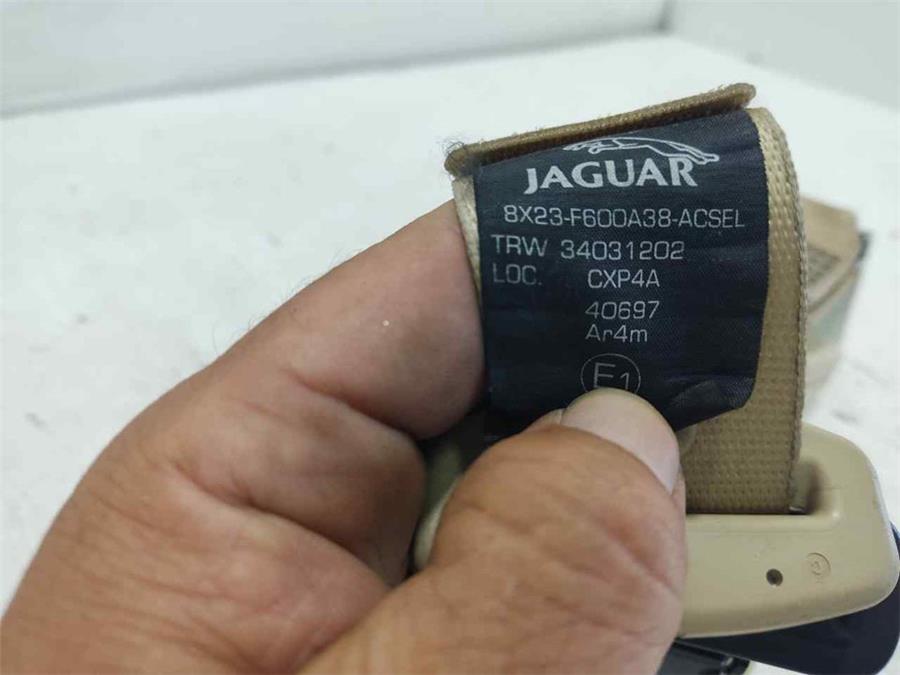 JAGUAR
8X23-F600A38-ACSEL
TRW 34031202
LOC. CXP4A
40697
Ar4m
E1